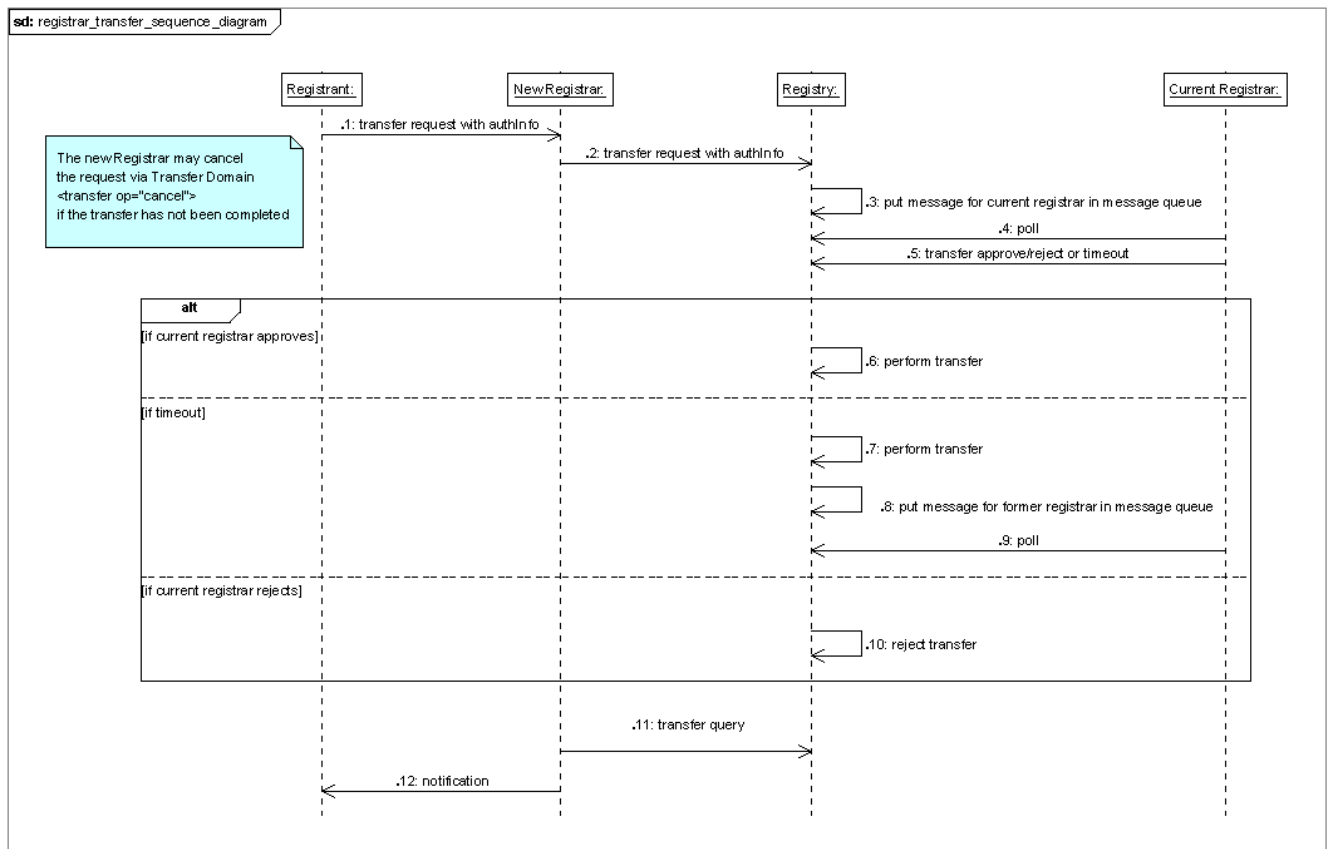 sd: registrar_transfer_sequence_diagram
Registrant:
New Registrar:
Registry:
Current Registrar:
.1: transfer request with authInfo
The new Registrar may cancel
the request via Transfer Domain
<transfer op="cancel">
if the transfer has not been completed
.2: transfer request with authInfo
.3: put message for current registrar in message queue
.4: poll
.5: transfer approve/reject or timeout
alt
[if current registrar approves]
.6: perform transfer
[if timeout]
.7: perform transfer
.8: put message for former registrar in message queue
.9: poll
[if current registrar rejects]
.10: reject transfer
.11: transfer query
.12: notification